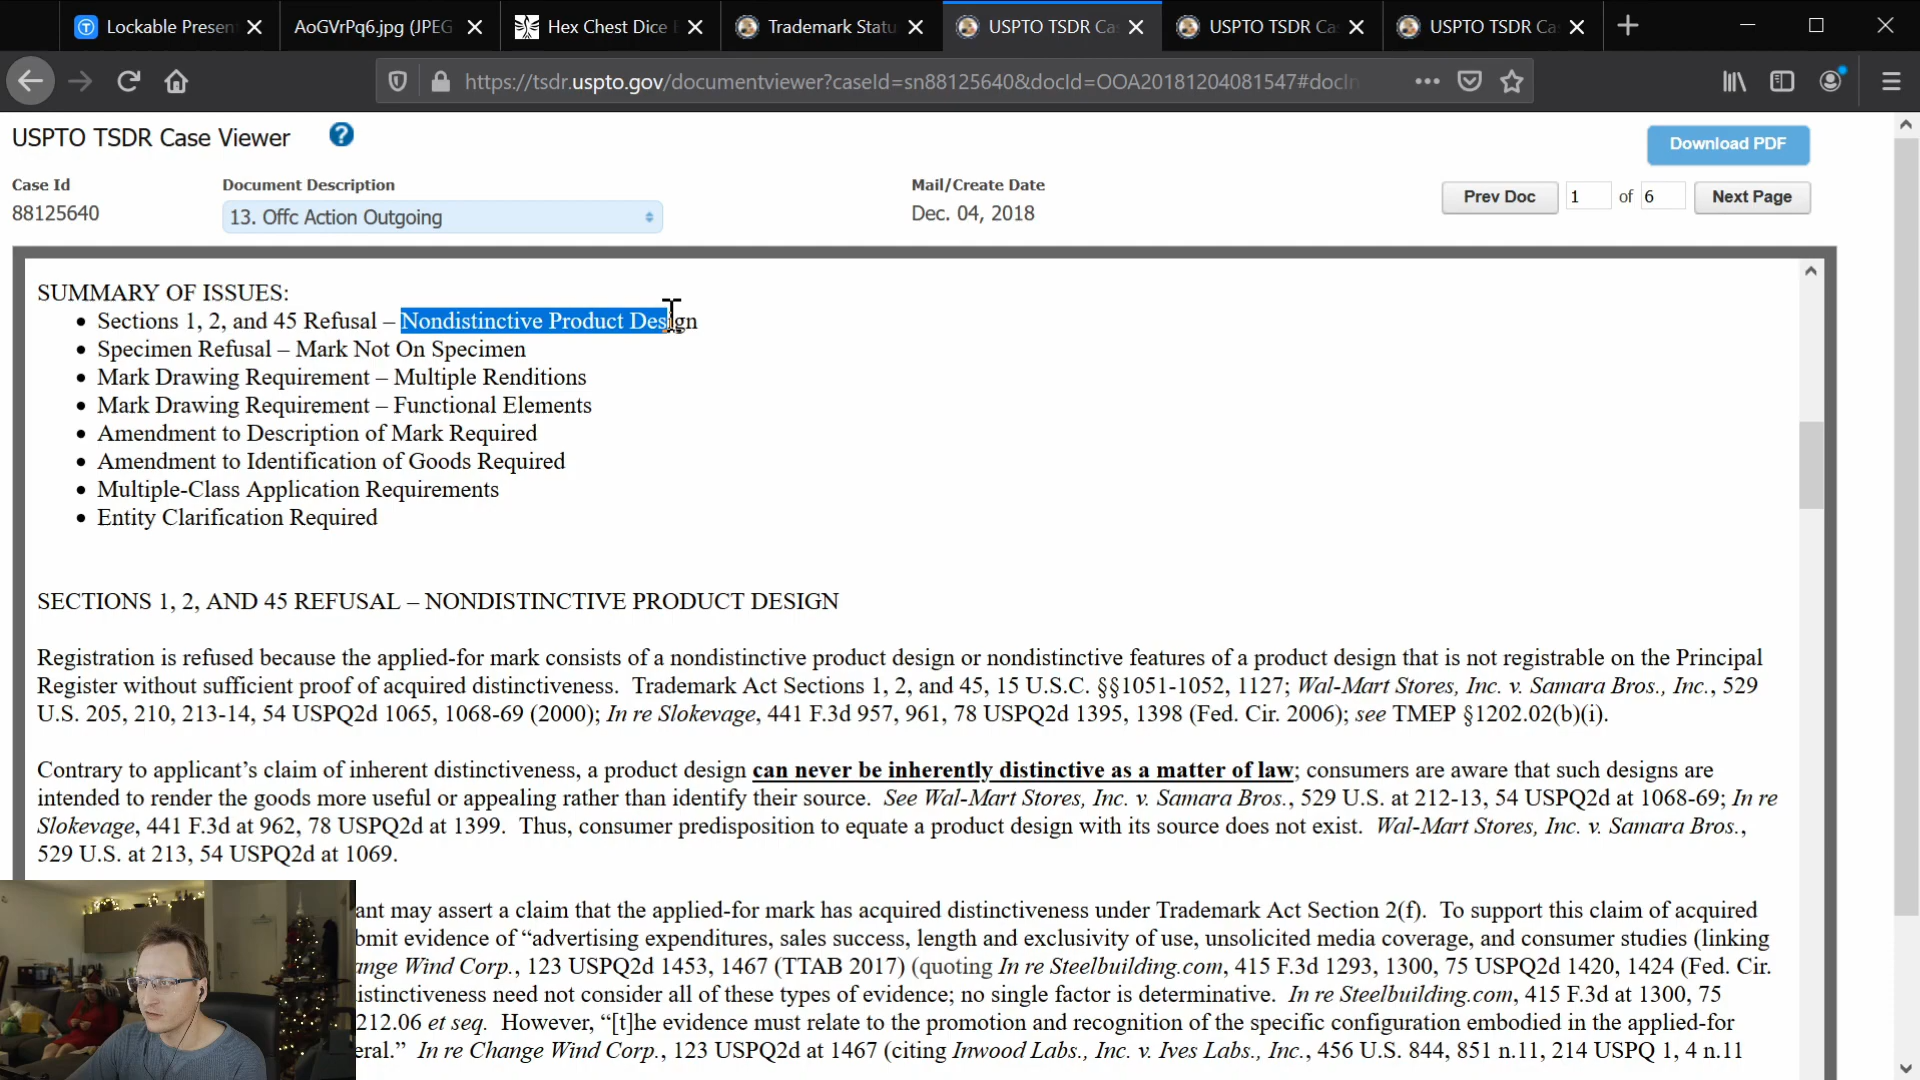 Lockable Presen
AoGVrPq6.jpg (JPEG
Hex Chest Dice
Trademark Statu
USPTO TSDR Ca
USPTO TSDR Ca
USPTO TSDR Ca
https://tsdr.uspto.gov/documentviewer?caseId=sn88125640&docId=OOA20181204081547#docIn
USPTO TSDR Case Viewer
?
Download PDF
Case Id
Document Description
Mail/Create Date
88125640
13. Offc Action Outgoing
Dec. 04, 2018
Prev Doc 1 of 6 Next Page
SUMMARY OF ISSUES:
• Sections 1, 2, and 45 Refusal – Nondistinctive Product Design
• Specimen Refusal – Mark Not On Specimen
• Mark Drawing Requirement – Multiple Renditions
• Mark Drawing Requirement – Functional Elements
• Amendment to Description of Mark Required
• Amendment to Identification of Goods Required
• Multiple-Class Application Requirements
• Entity Clarification Required
SECTIONS 1, 2, AND 45 REFUSAL – NONDISTINCTIVE PRODUCT DESIGN
Registration is refused because the applied-for mark consists of a nondistinctive product design or nondistinctive features of a product design that is not registrable on the Principal
Register without sufficient proof of acquired distinctiveness. Trademark Act Sections 1, 2, and 45, 15 U.S.C. §§1051-1052, 1127; Wal-Mart Stores, Inc. v. Samara Bros., Inc., 529
U.S. 205, 210, 213-14, 54 USPQ2d 1065, 1068-69 (2000); In re Slokevage, 441 F.3d 957, 961, 78 USPQ2d 1395, 1398 (Fed. Cir. 2006); see TMEP §1202.02(b)(i).
Contrary to applicant’s claim of inherent distinctiveness, a product design can never be inherently distinctive as a matter of law; consumers are aware that such designs are
intended to render the goods more useful or appealing rather than identify their source. See Wal-Mart Stores, Inc. v. Samara Bros., 529 U.S. at 212-13, 54 USPQ2d at 1068-69; In re
Slokevage, 441 F.3d at 962, 78 USPQ2d at 1399. Thus, consumer predisposition to equate a product design with its source does not exist. Wal-Mart Stores, Inc. v. Samara Bros.,
529 U.S. at 213, 54 USPQ2d at 1069.
ant may assert a claim that the applied-for mark has acquired distinctiveness under Trademark Act Section 2(f). To support this claim of acquired
bmit evidence of “advertising expenditures, sales success, length and exclusivity of use, unsolicited media coverage, and consumer studies (linking
ange Wind Corp., 123 USPQ2d 1453, 1467 (TTAB 2017) (quoting In re Steelbuilding.com, 415 F.3d 1293, 1300, 75 USPQ2d 1420, 1424 (Fed. Cir.
istinctiveness need not consider all of these types of evidence; no single factor is determinative. In re Steelbuilding.com, 415 F.3d at 1300, 75
212.06 et seq. However, “[t]he evidence must relate to the promotion and recognition of the specific configuration embodied in the applied-for
eral.” In re Change Wind Corp., 123 USPQ2d at 1467 (citing Inwood Labs., Inc. v. Ives Labs., Inc., 456 U.S. 844, 851 n.11, 214 USPQ 1, 4 n.11